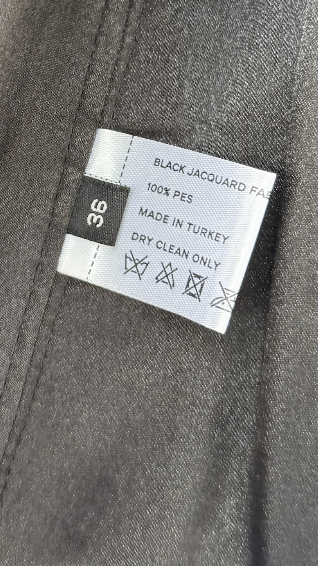 BLACK JACQUARD FA
100% PES
MADE IN TURKEY
DRY CLEAN ONLY
36